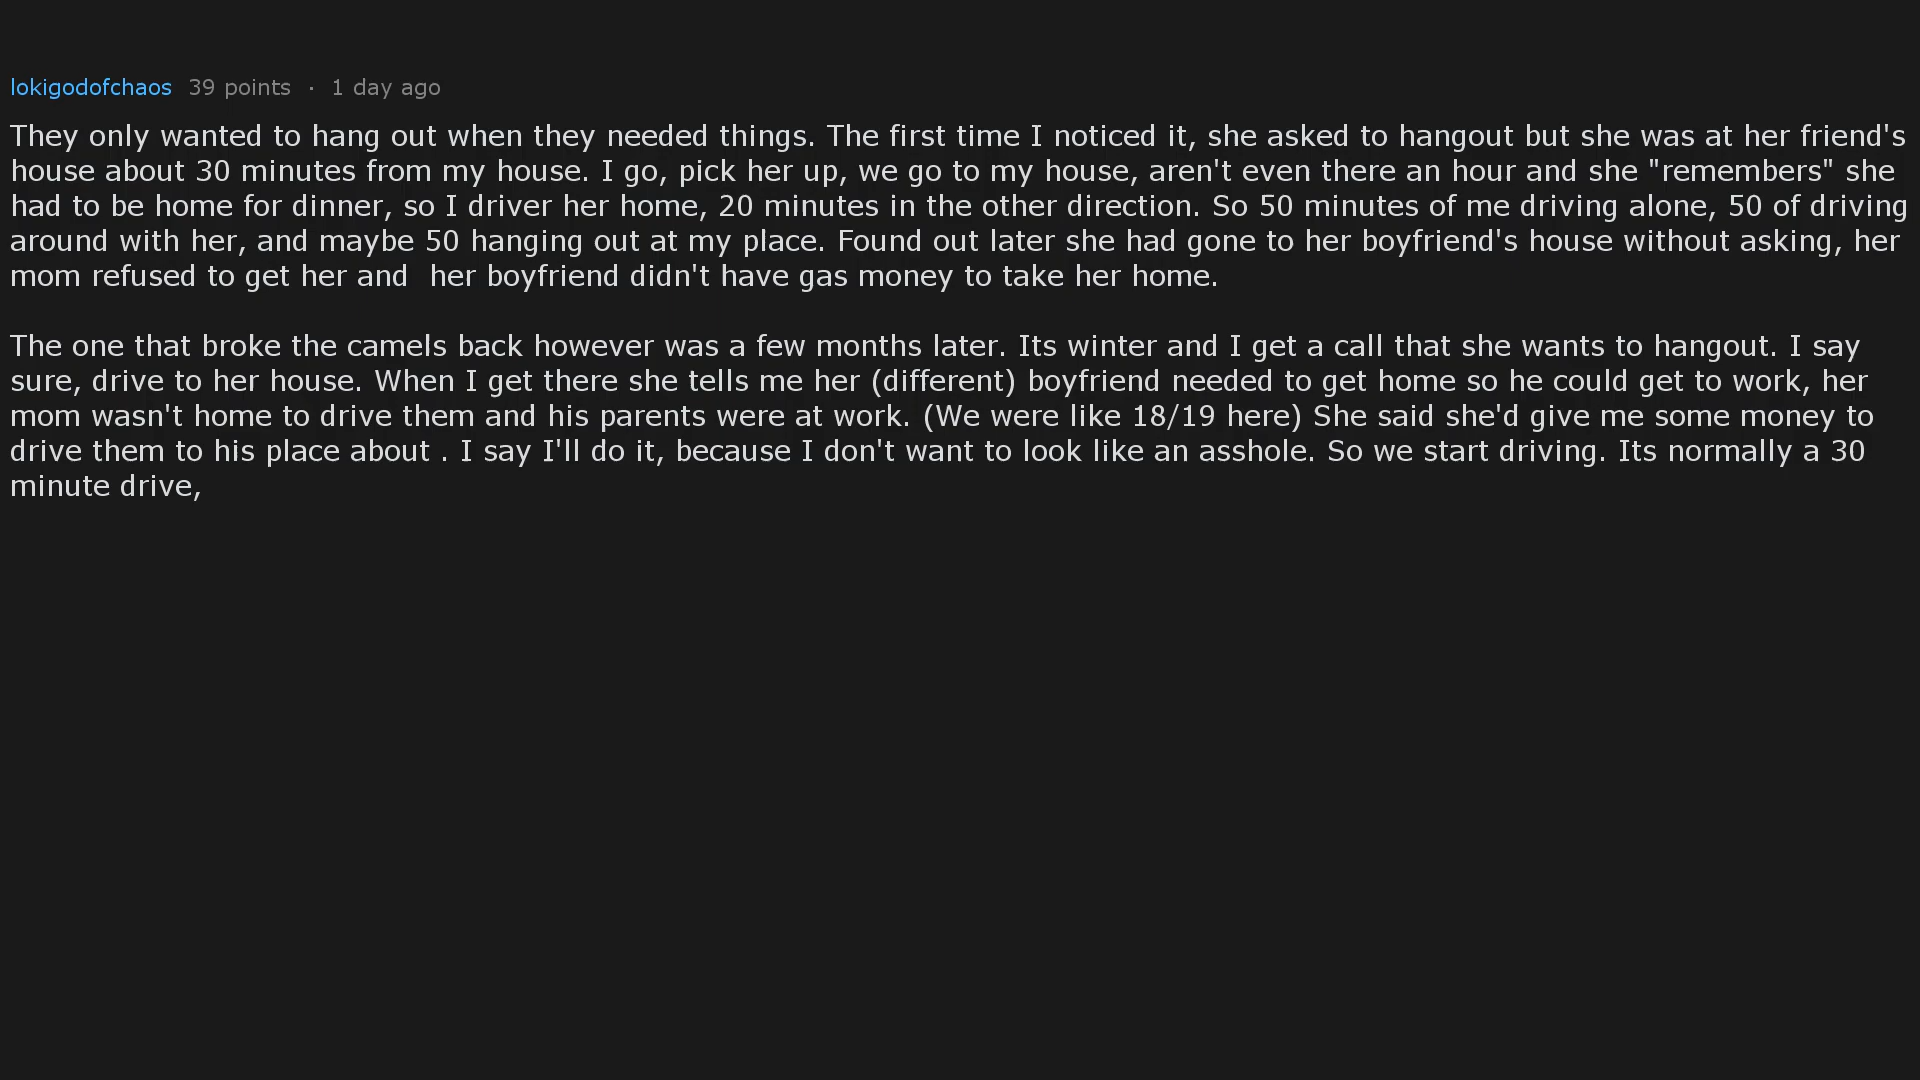 lokigodofchaos 39 points · 1 day ago
They only wanted to hang out when they needed things. The first time I noticed it, she asked to hangout but she was at her friend's
house about 30 minutes from my house. I go, pick her up, we go to my house, aren't even there an hour and she "remembers" she
had to be home for dinner, so I driver her home, 20 minutes in the other direction. So 50 minutes of me driving alone, 50 of driving
around with her, and maybe 50 hanging out at my place. Found out later she had gone to her boyfriend's house without asking, her
mom refused to get her and  her boyfriend didn't have gas money to take her home.
The one that broke the camels back however was a few months later. Its winter and I get a call that she wants to hangout. I say
sure, drive to her house. When I get there she tells me her (different) boyfriend needed to get home so he could get to work, her
mom wasn't home to drive them and his parents were at work. (We were like 18/19 here) She said she'd give me some money to
drive them to his place about . I say I'll do it, because I don't want to look like an asshole. So we start driving. Its normally a 30
minute drive,